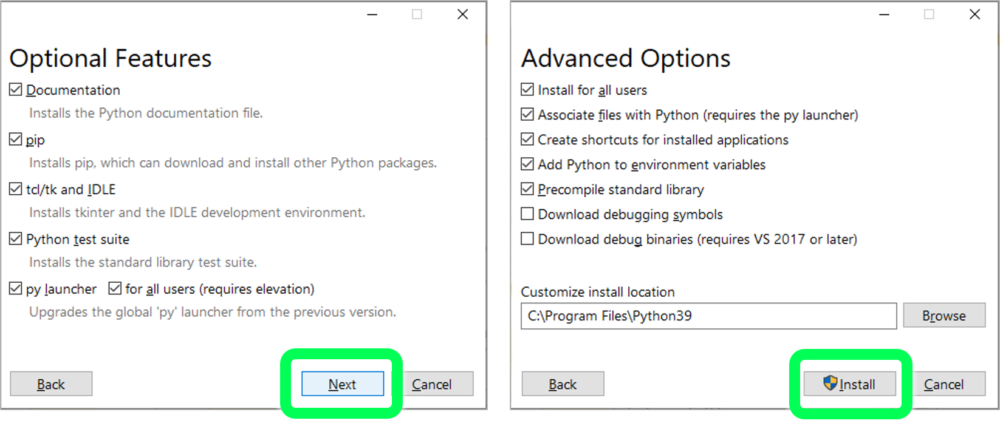 Optional Features
Documentation
Installs the Python documentation file.
pip
Installs pip, which can download and install other Python packages.
tcl/tk and IDLE
Installs tkinter and the IDLE development environment.
Python test suite
Installs the standard library test suite.
py launcher for all users (requires elevation)
Upgrades the global 'py' launcher from the previous version.
Back Next Cancel
Advanced Options
Install for all users
Associate files with Python (requires the py launcher)
Create shortcuts for installed applications
Add Python to environment variables
Precompile standard library
Download debugging symbols
Download debug binaries (requires VS 2017 or later)
Customize install location
C:\Program Files\Python39 Browse
Back Install Cancel